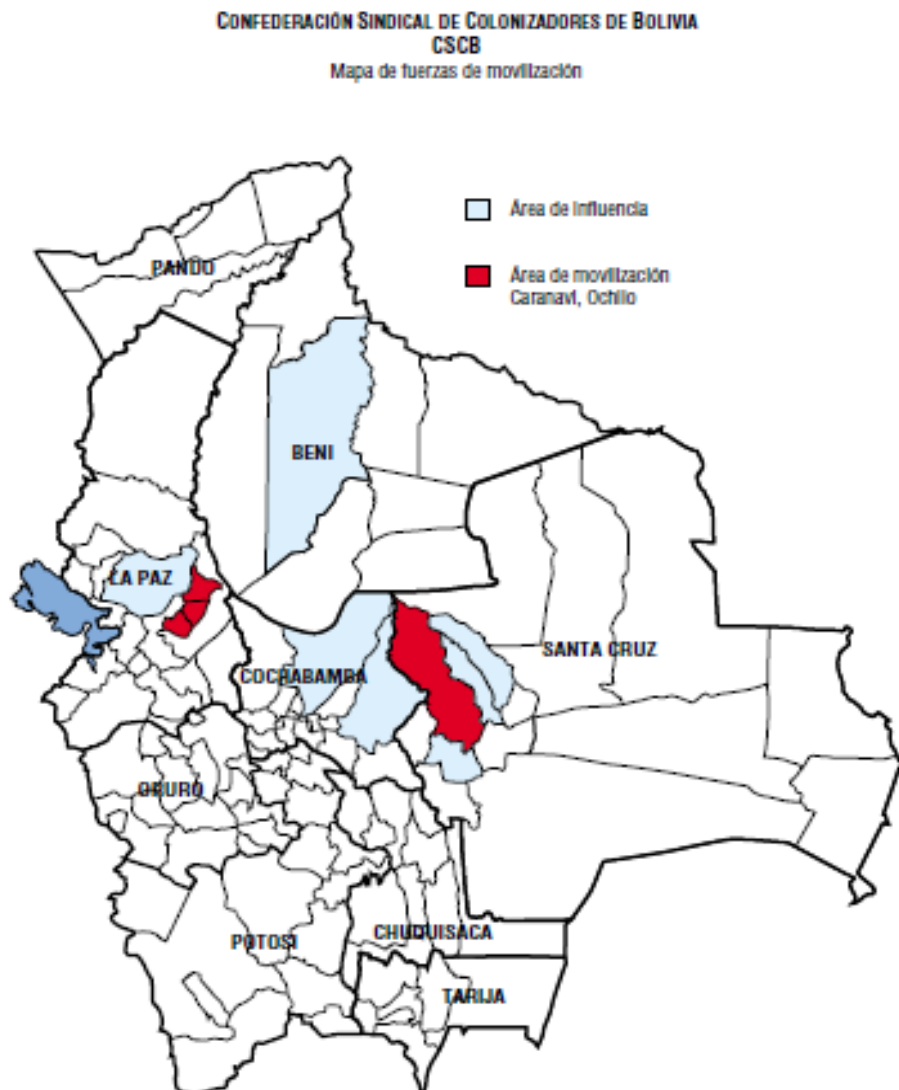 CONFEDERACIÓN SINDICAL DE COLONIZADORES DE BOLIVIA
CSCB
Mapa de fuerzas de movilización
Área de influencia
Área de movilización
Caranavi, Ochillo
PANDO
BENI
LA PAZ
SANTA CRUZ
COCHABAMBA
ORURO
POTOSI
CHUQUISACA
TARIJA